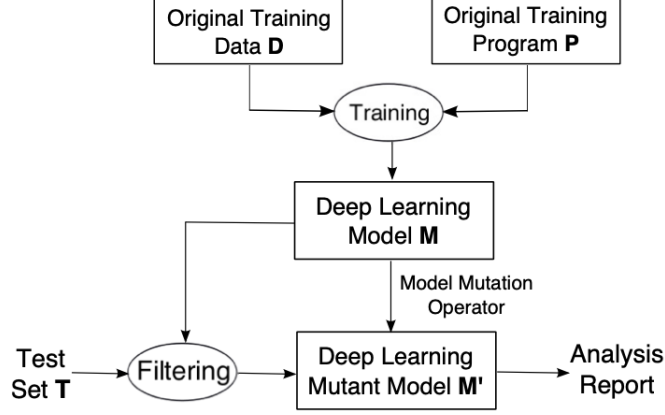 Original Training
Data D
Original Training
Program P
Training
Deep Learning
Model M
Model Mutation
Operator
Test
Set T
Filtering
Deep Learning
Mutant Model M'
Analysis
Report